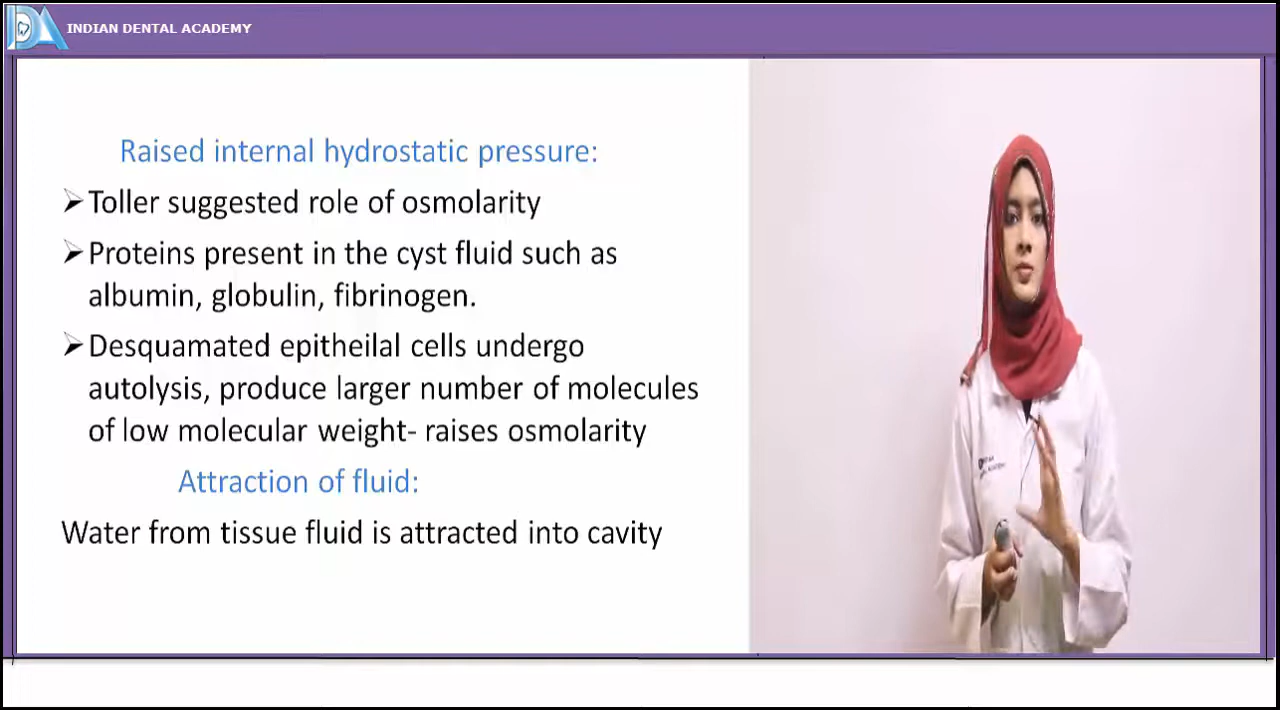 INDIAN DENTAL ACADEMY
Raised internal hydrostatic pressure:
➢Toller suggested role of osmolarity
➢Proteins present in the cyst fluid such as
albumin, globulin, fibrinogen.
➢Desquamated epitheilal cells undergo
autolysis, produce larger number of molecules
of low molecular weight- raises osmolarity
Attraction of fluid:
Water from tissue fluid is attracted into cavity